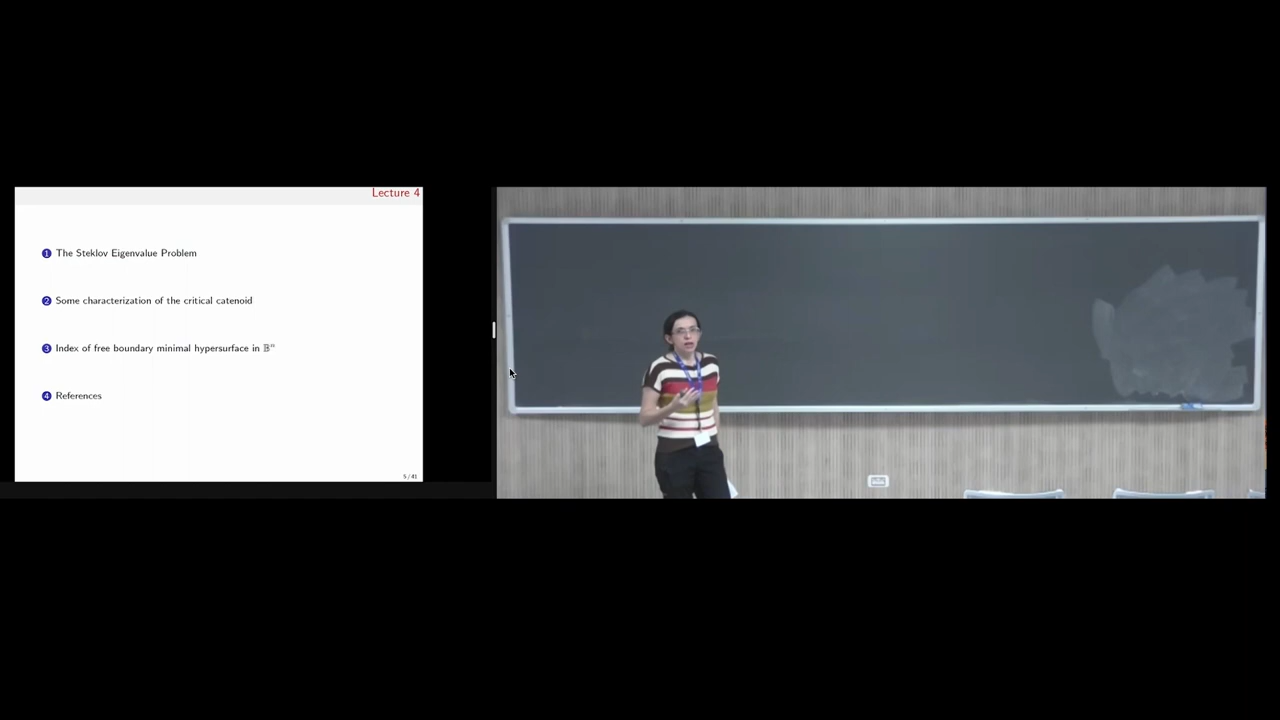 Lecture 4
1 The Steklov Eigenvalue Problem
2 Some characterization of the critical catenoid
3 Index of free boundary minimal hypersurface in 𝔹ⁿ
4 References
5 / 41